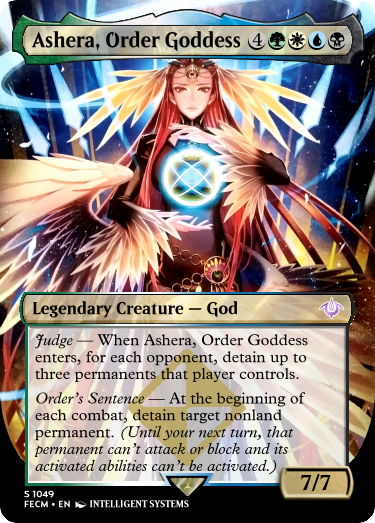 Ashera, Order Goddess 4
Legendary Creature — God
Judge — When Ashera, Order Goddess
enters, for each opponent, detain up to
three permanents that player controls.
Order's Sentence — At the beginning of
each combat, detain target nonland
permanent. (Until your next turn, that
permanent can't attack or block and its
activated abilities can't be activated.)
7/7
S 1049
FECM • EN INTELLIGENT SYSTEMS